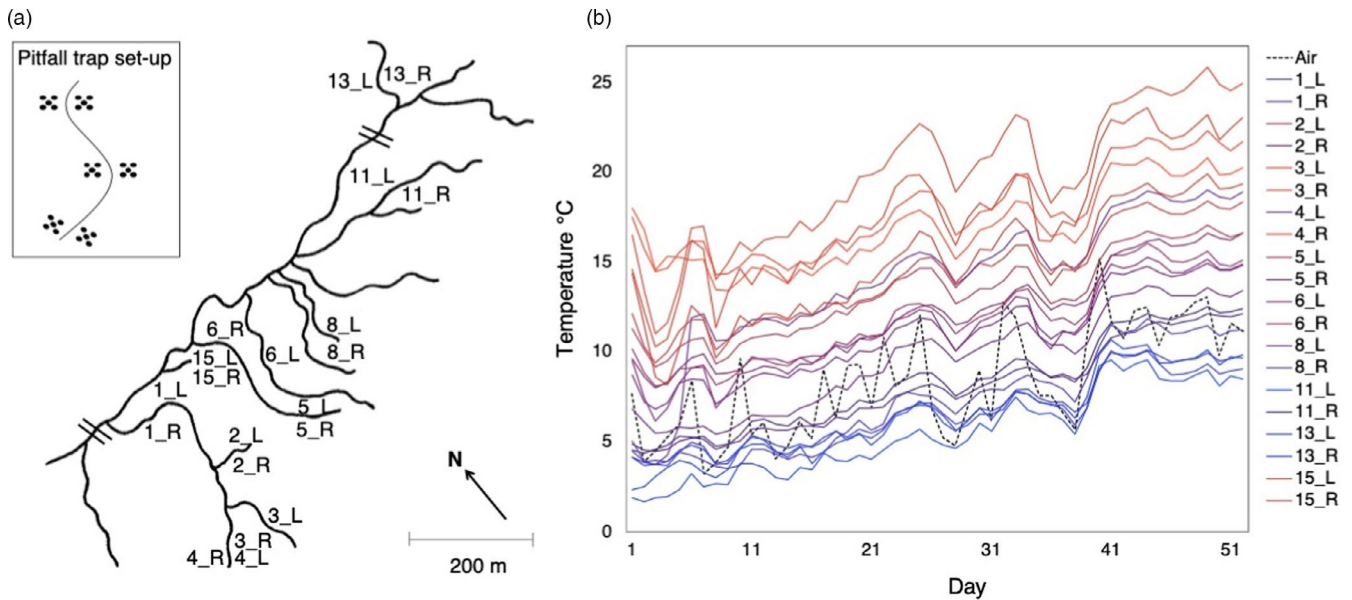 (a)
Pitfall trap set-up
13_L
13_R
11_L
11_R
8_L
8_R
6_R
6_L
15_L
15_R
1_L
1_R
5_L
5_R
2_L
2_R
3_L
3_R
4_R
4_L
N
200 m
(b)
Temperature °C
25
20
15
10
5
0
1
11
21
31
41
51
Day
Air
1_L
1_R
2_L
2_R
3_L
3_R
4_L
4_R
5_L
5_R
6_L
6_R
8_L
8_R
11_L
11_R
13_L
13_R
15_L
15_R